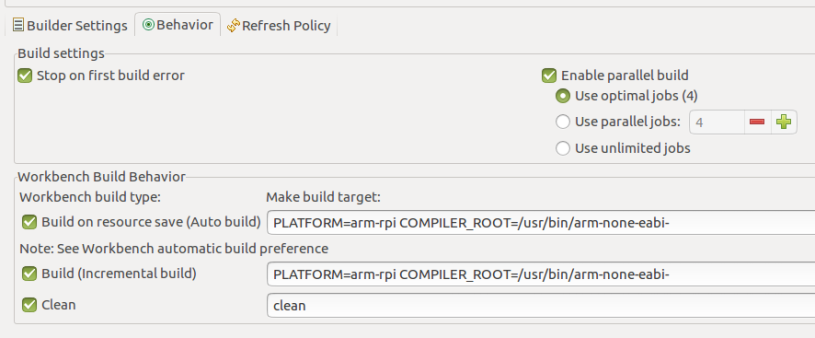 Builder Settings Behavior Refresh Policy
Build settings
Stop on first build error Enable parallel build
Use optimal jobs (4)
Use parallel jobs: 4
Use unlimited jobs
Workbench Build Behavior
Workbench build type: Make build target:
Build on resource save (Auto build) PLATFORM=arm-rpi COMPILER_ROOT=/usr/bin/arm-none-eabi-
Note: See Workbench automatic build preference
Build (Incremental build) PLATFORM=arm-rpi COMPILER_ROOT=/usr/bin/arm-none-eabi-
Clean clean